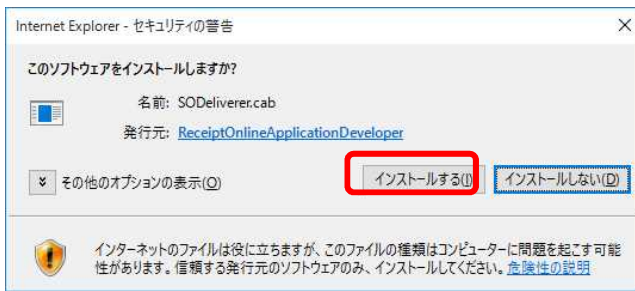 Internet Explorer - セキュリティの警告
このソフトウェアをインストールしますか?
名前: SODeliverer.cab
発行元: ReceiptOnlineApplicationDeveloper
その他のオプションの表示(O)
インストールする(I)
インストールしない(D)
インターネットのファイルは役に立ちますが、このファイルの種類はコンピューターに問題を起こす可能
性があります。信頼する発行元のソフトウェアのみ、インストールしてください。危険性の説明